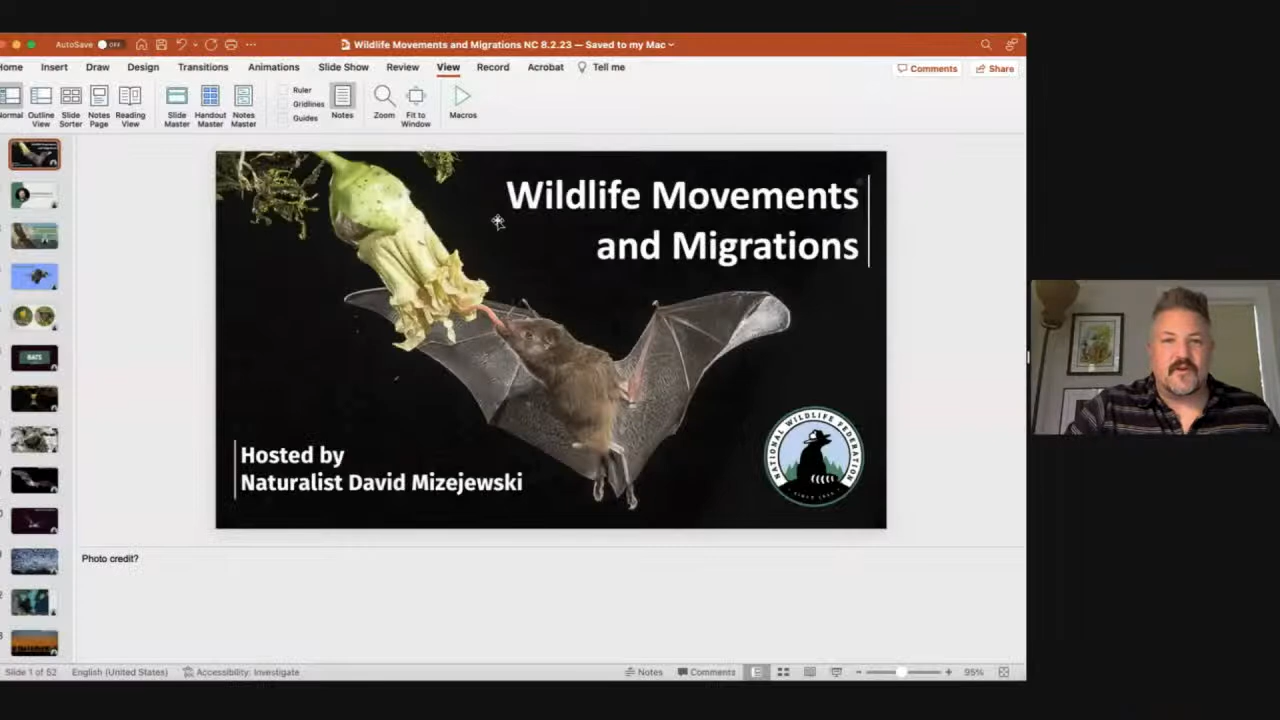 AutoSave OFF
Wildlife Movements and Migrations NC 8.2.23 — Saved to my Mac
Home Insert Draw Design Transitions Animations Slide Show Review View Record Acrobat Tell me
Comments Share
Normal
Outline View
Slide Sorter
Notes Page
Reading View
Slide Master
Handout Master
Notes Master
Ruler
Gridlines
Guides
Notes
Zoom
Fit to Window
Macros
BATS
Wildlife Movements
and Migrations
Hosted by
Naturalist David Mizejewski
NATIONAL WILDLIFE FEDERATION
SINCE 1936
Photo credit?
Slide 1 of 52 English (United States) Accessibility: Investigate Notes Comments 95%